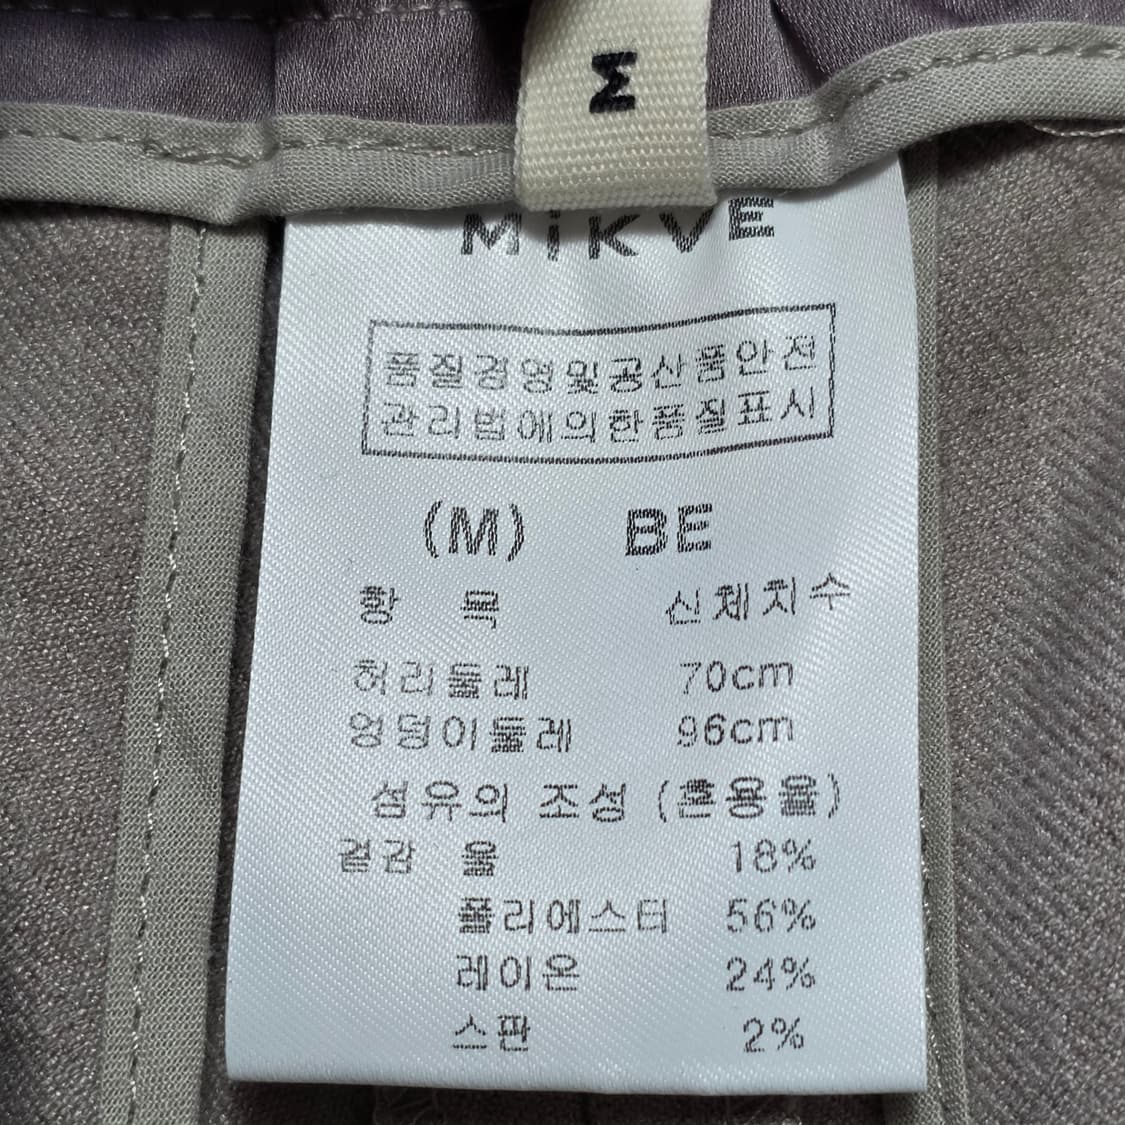 M
MiKVE
품질경영및공산품안전
관리법에의한품질표시
(M) BE
항 목 신체치수
허리둘레 70cm
엉덩이둘레 96cm
섬유의 조성 (혼용율)
겉감 울 18%
폴리에스터 56%
레이온 24%
스판 2%